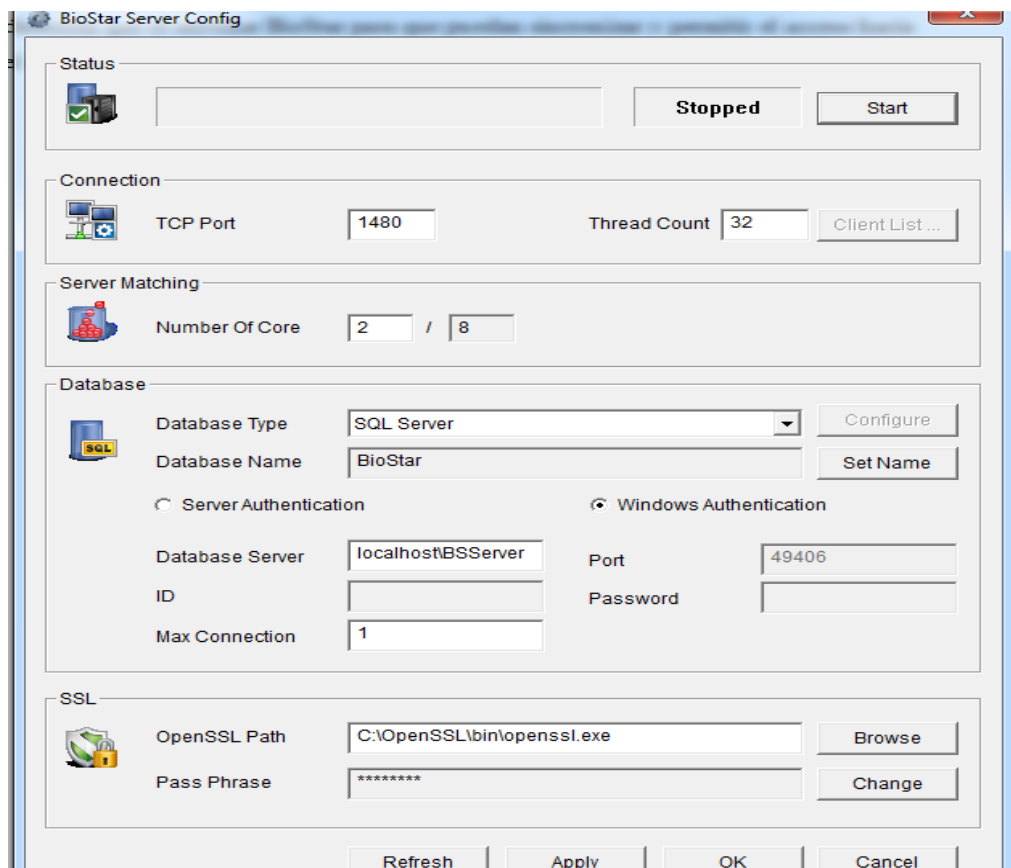 BioStar Server Config
Status
Stopped Start
Connection
TCP Port 1480 Thread Count 32 Client List ...
Server Matching
Number Of Core 2 / 8
Database
Database Type SQL Server Configure
Database Name BioStar Set Name
Server Authentication Windows Authentication
Database Server localhost\BSServer Port 49406
ID Password
Max Connection 1
SSL
OpenSSL Path C:\OpenSSL\bin\openssl.exe Browse
Pass Phrase ******** Change
Refresh Apply OK Cancel